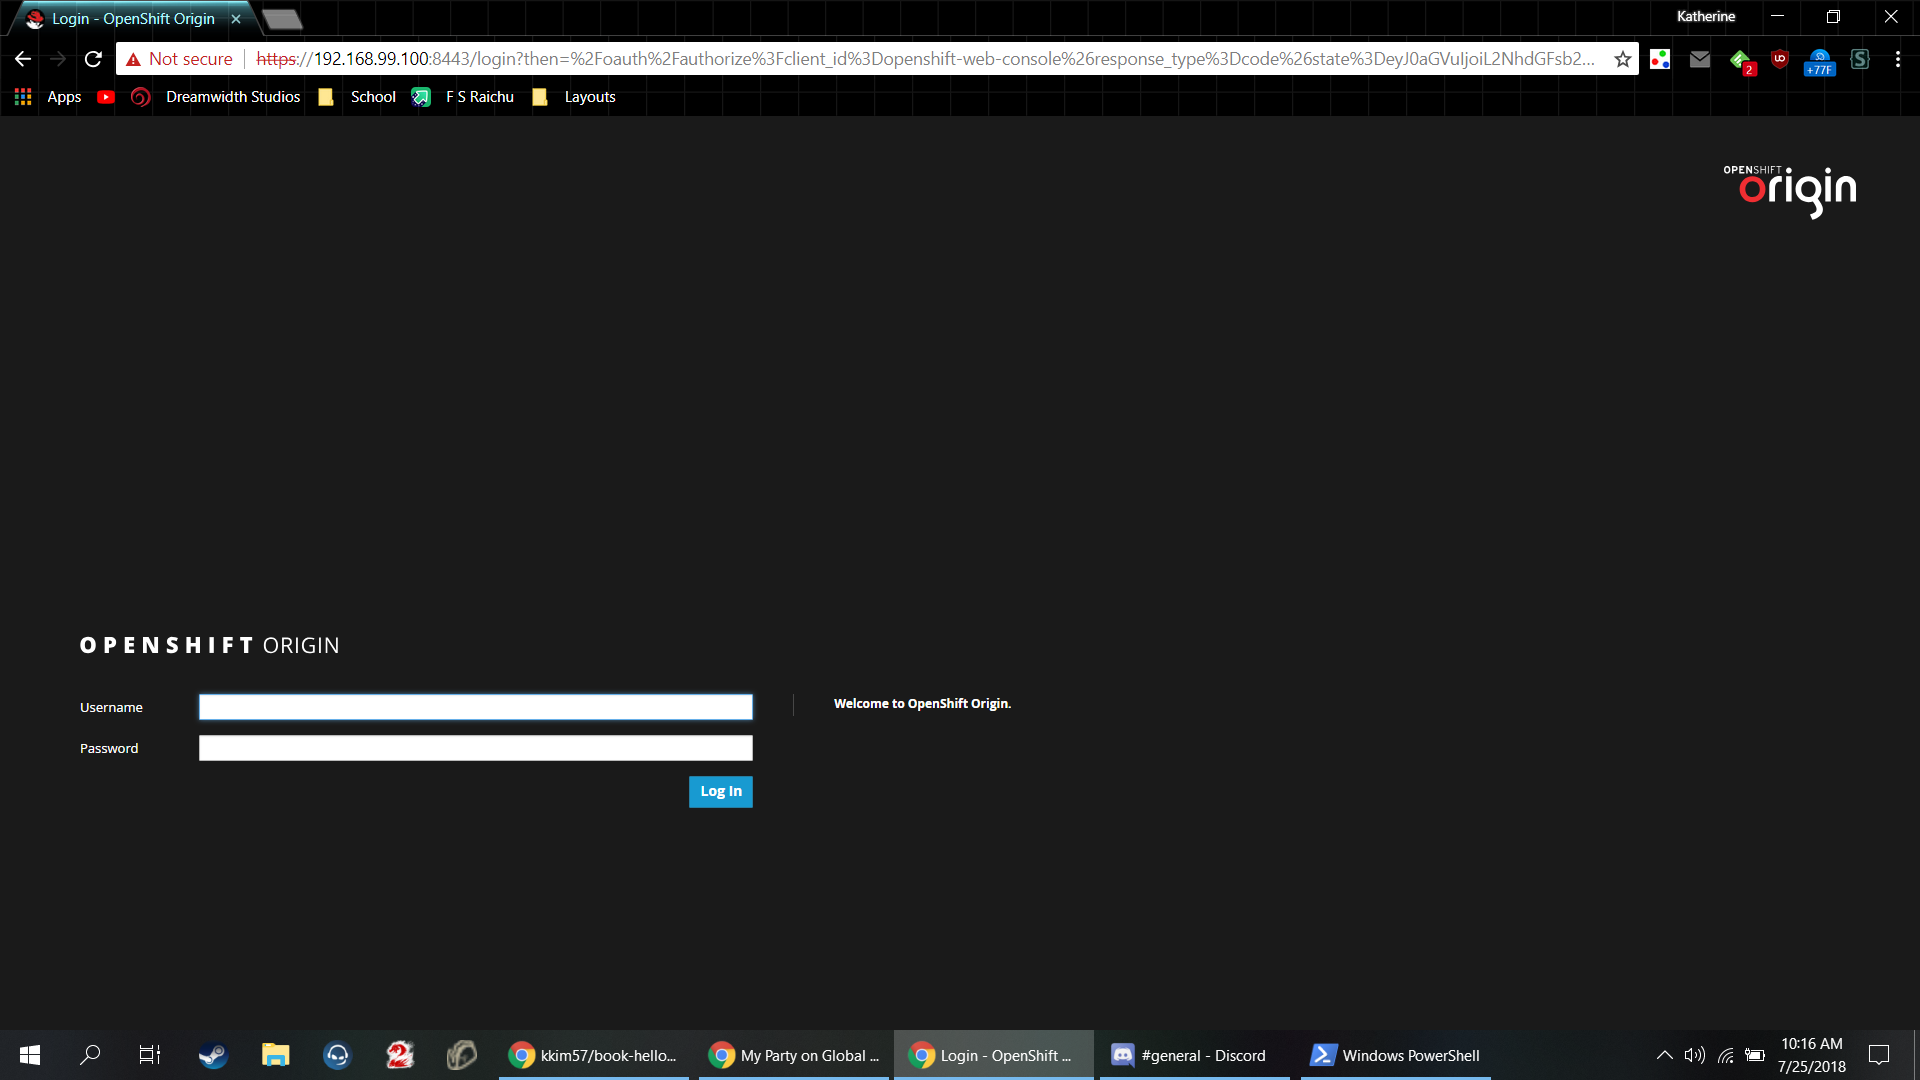 Login - OpenShift Origin
Katherine
Not secure
https://192.168.99.100:8443/login?then=%2Foauth%2Fauthorize%3Fclient_id%3Dopenshift-web-console%26response_type%3Dcode%26state%3DeyJ0aGVuIjoiL2NhdGFsb2...
2
+77F
S
Apps
Dreamwidth Studios
School
F S Raichu
Layouts
OPENSHIFT
origin
OPENSHIFT ORIGIN
Username
Welcome to OpenShift Origin.
Password
Log In
kkim57/book-hello...
My Party on Global ...
Login - OpenShift ...
#general - Discord
Windows PowerShell
10:16 AM
7/25/2018